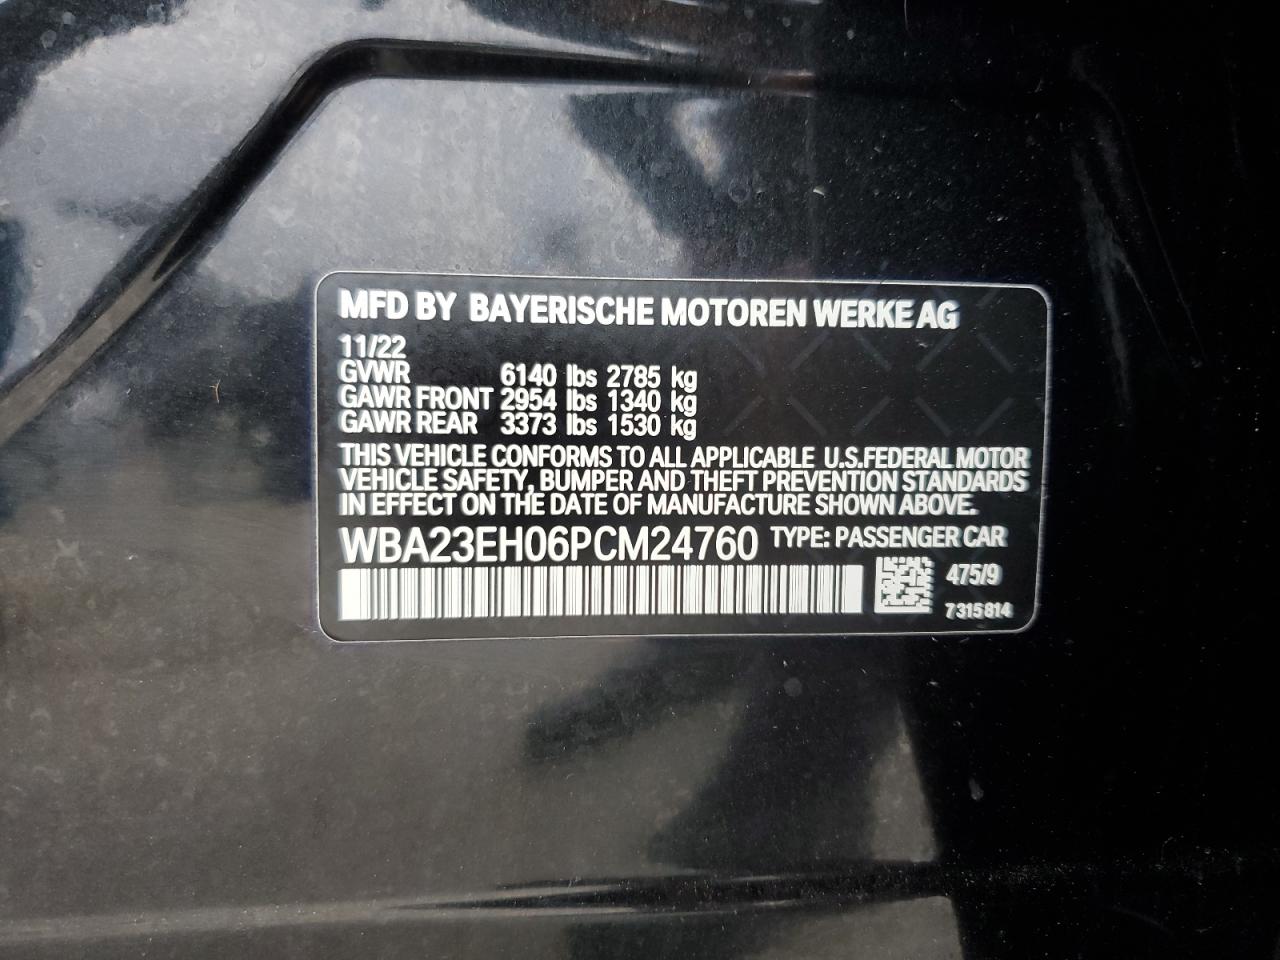 MFD BY BAYERISCHE MOTOREN WERKE AG
11/22
GVWR 6140 lbs 2785 kg
GAWR FRONT 2954 lbs 1340 kg
GAWR REAR 3373 lbs 1530 kg
THIS VEHICLE CONFORMS TO ALL APPLICABLE U.S.FEDERAL MOTOR
VEHICLE SAFETY, BUMPER AND THEFT PREVENTION STANDARDS
IN EFFECT ON THE DATE OF MANUFACTURE SHOWN ABOVE.
WBA23EH06PCM24760 TYPE: PASSENGER CAR
475/9
7315814